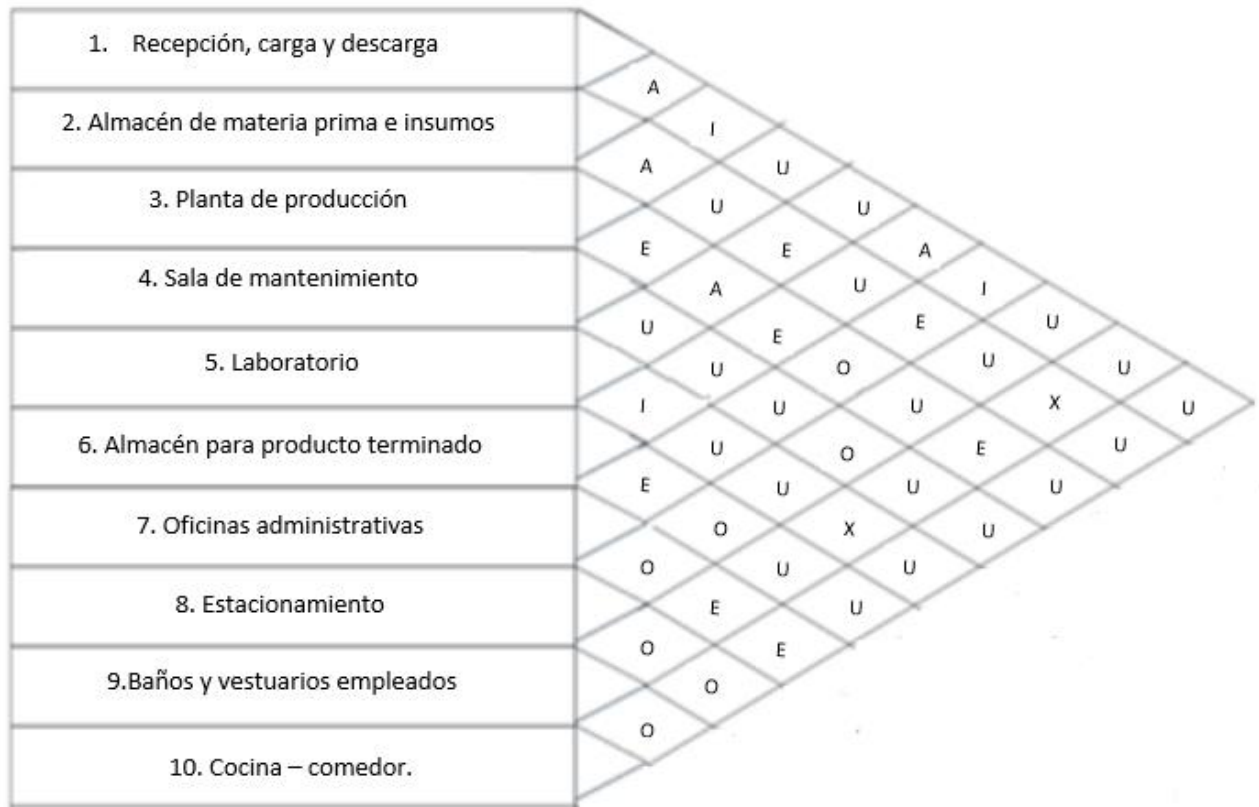 1. Recepción, carga y descarga
A
2. Almacén de materia prima e insumos
I
A U
3. Planta de producción
U U
E E A
4. Sala de mantenimiento
A U I
U E E U
5. Laboratorio
U O U U
I U U X U
6. Almacén para producto terminado
U O E U
E U U U
7. Oficinas administrativas
O X U
O U U
8. Estacionamiento
E U
O E
9.Baños y vestuarios empleados
O
O
10. Cocina – comedor.